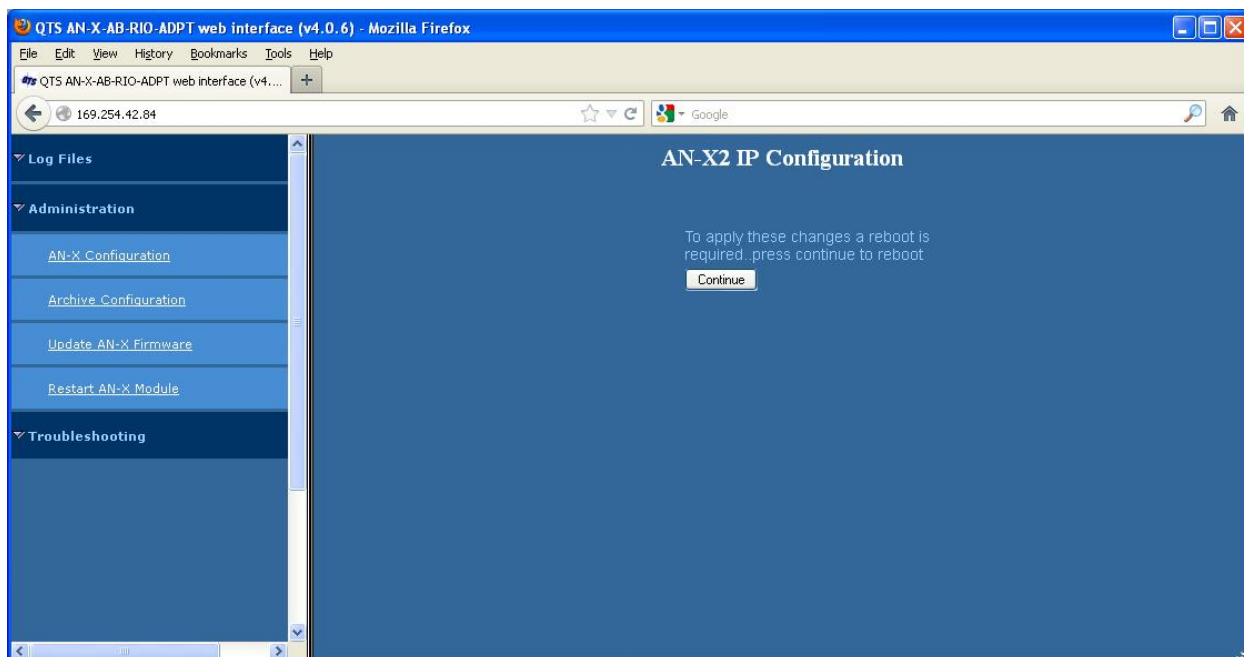 QTS AN-X-AB-RIO-ADPT web interface (v4.0.6) - Mozilla Firefox
File Edit View History Bookmarks Tools Help
QTS QTS AN-X-AB-RIO-ADPT web interface (v4.... +
169.254.42.84 Google
Log Files
Administration
AN-X Configuration
Archive Configuration
Update AN-X Firmware
Restart AN-X Module
Troubleshooting
AN-X2 IP Configuration
To apply these changes a reboot is
required..press continue to reboot
Continue